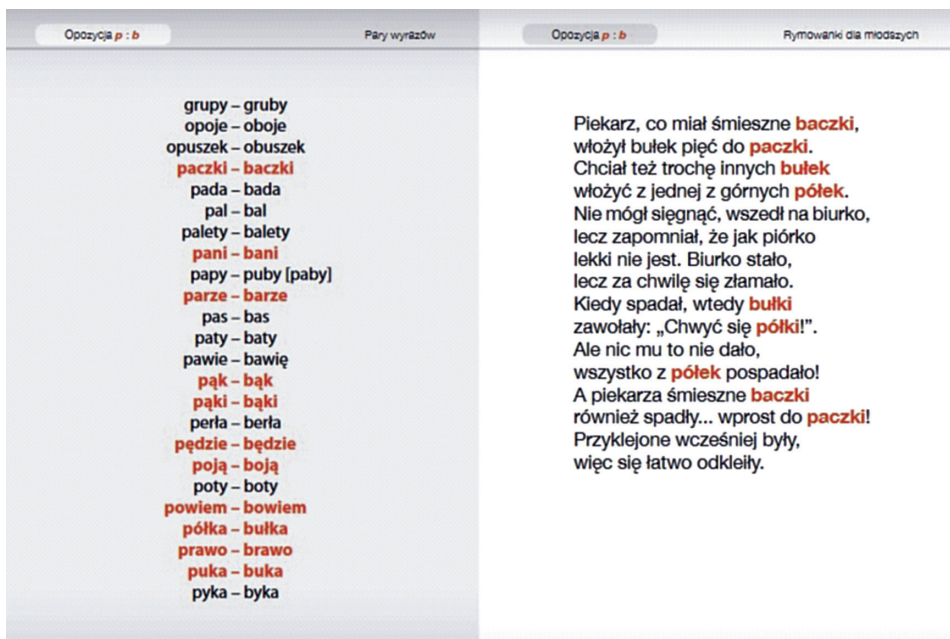 Opozycja p : b
Pary wyrazów
grupy – gruby
opoje – oboje
opuszek – obuszek
paczki – baczki
pada – bada
pal – bal
palety – balety
pani – bani
papy – puby [paby]
parze – barze
pas – bas
paty – baty
pawie – bawię
pąk – bąk
pąki – bąki
perła – berła
pędzie – będzie
poją – boją
poty – boty
powiem – bowiem
półka – bułka
prawo – brawo
puka – buka
pyka – byka
Opozycja p : b
Rymowanki dla młodszych
Piekarz, co miał śmieszne baczki,
włożył bułek pięć do paczki.
Chciał też trochę innych bułek
włożyć z jednej z górnych półek.
Nie mógł sięgnąć, wszedł na biurko,
lecz zapomniał, że jak piórko
lekki nie jest. Biurko stało,
lecz za chwilę się złamało.
Kiedy spadał, wtedy bułki
zawołały: „Chwyć się półki!”.
Ale nic mu to nie dało,
wszystko z półek pospadało!
A piekarza śmieszne baczki
również spadły... wprost do paczki!
Przyklejone wcześniej były,
więc się łatwo odkleiły.